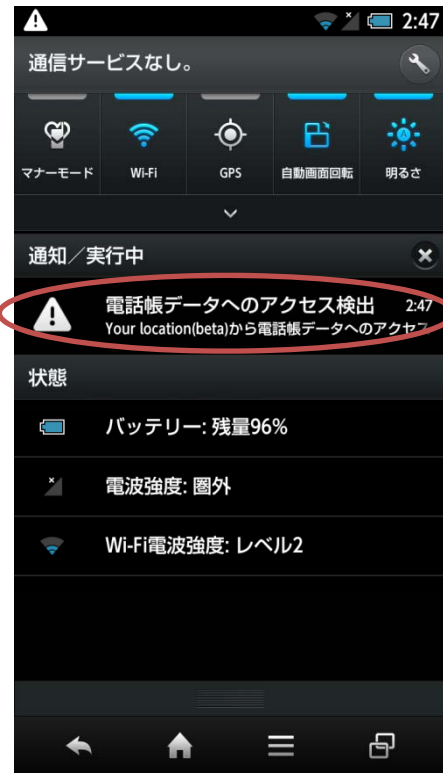 2:47
通信サービスなし。
マナーモード Wi-Fi GPS 自動画面回転 明るさ
通知／実行中
電話帳データへのアクセス検出 2:47
Your location(beta)から電話帳データへのアクセス
状態
バッテリー: 残量96%
電波強度: 圏外
Wi-Fi電波強度: レベル2